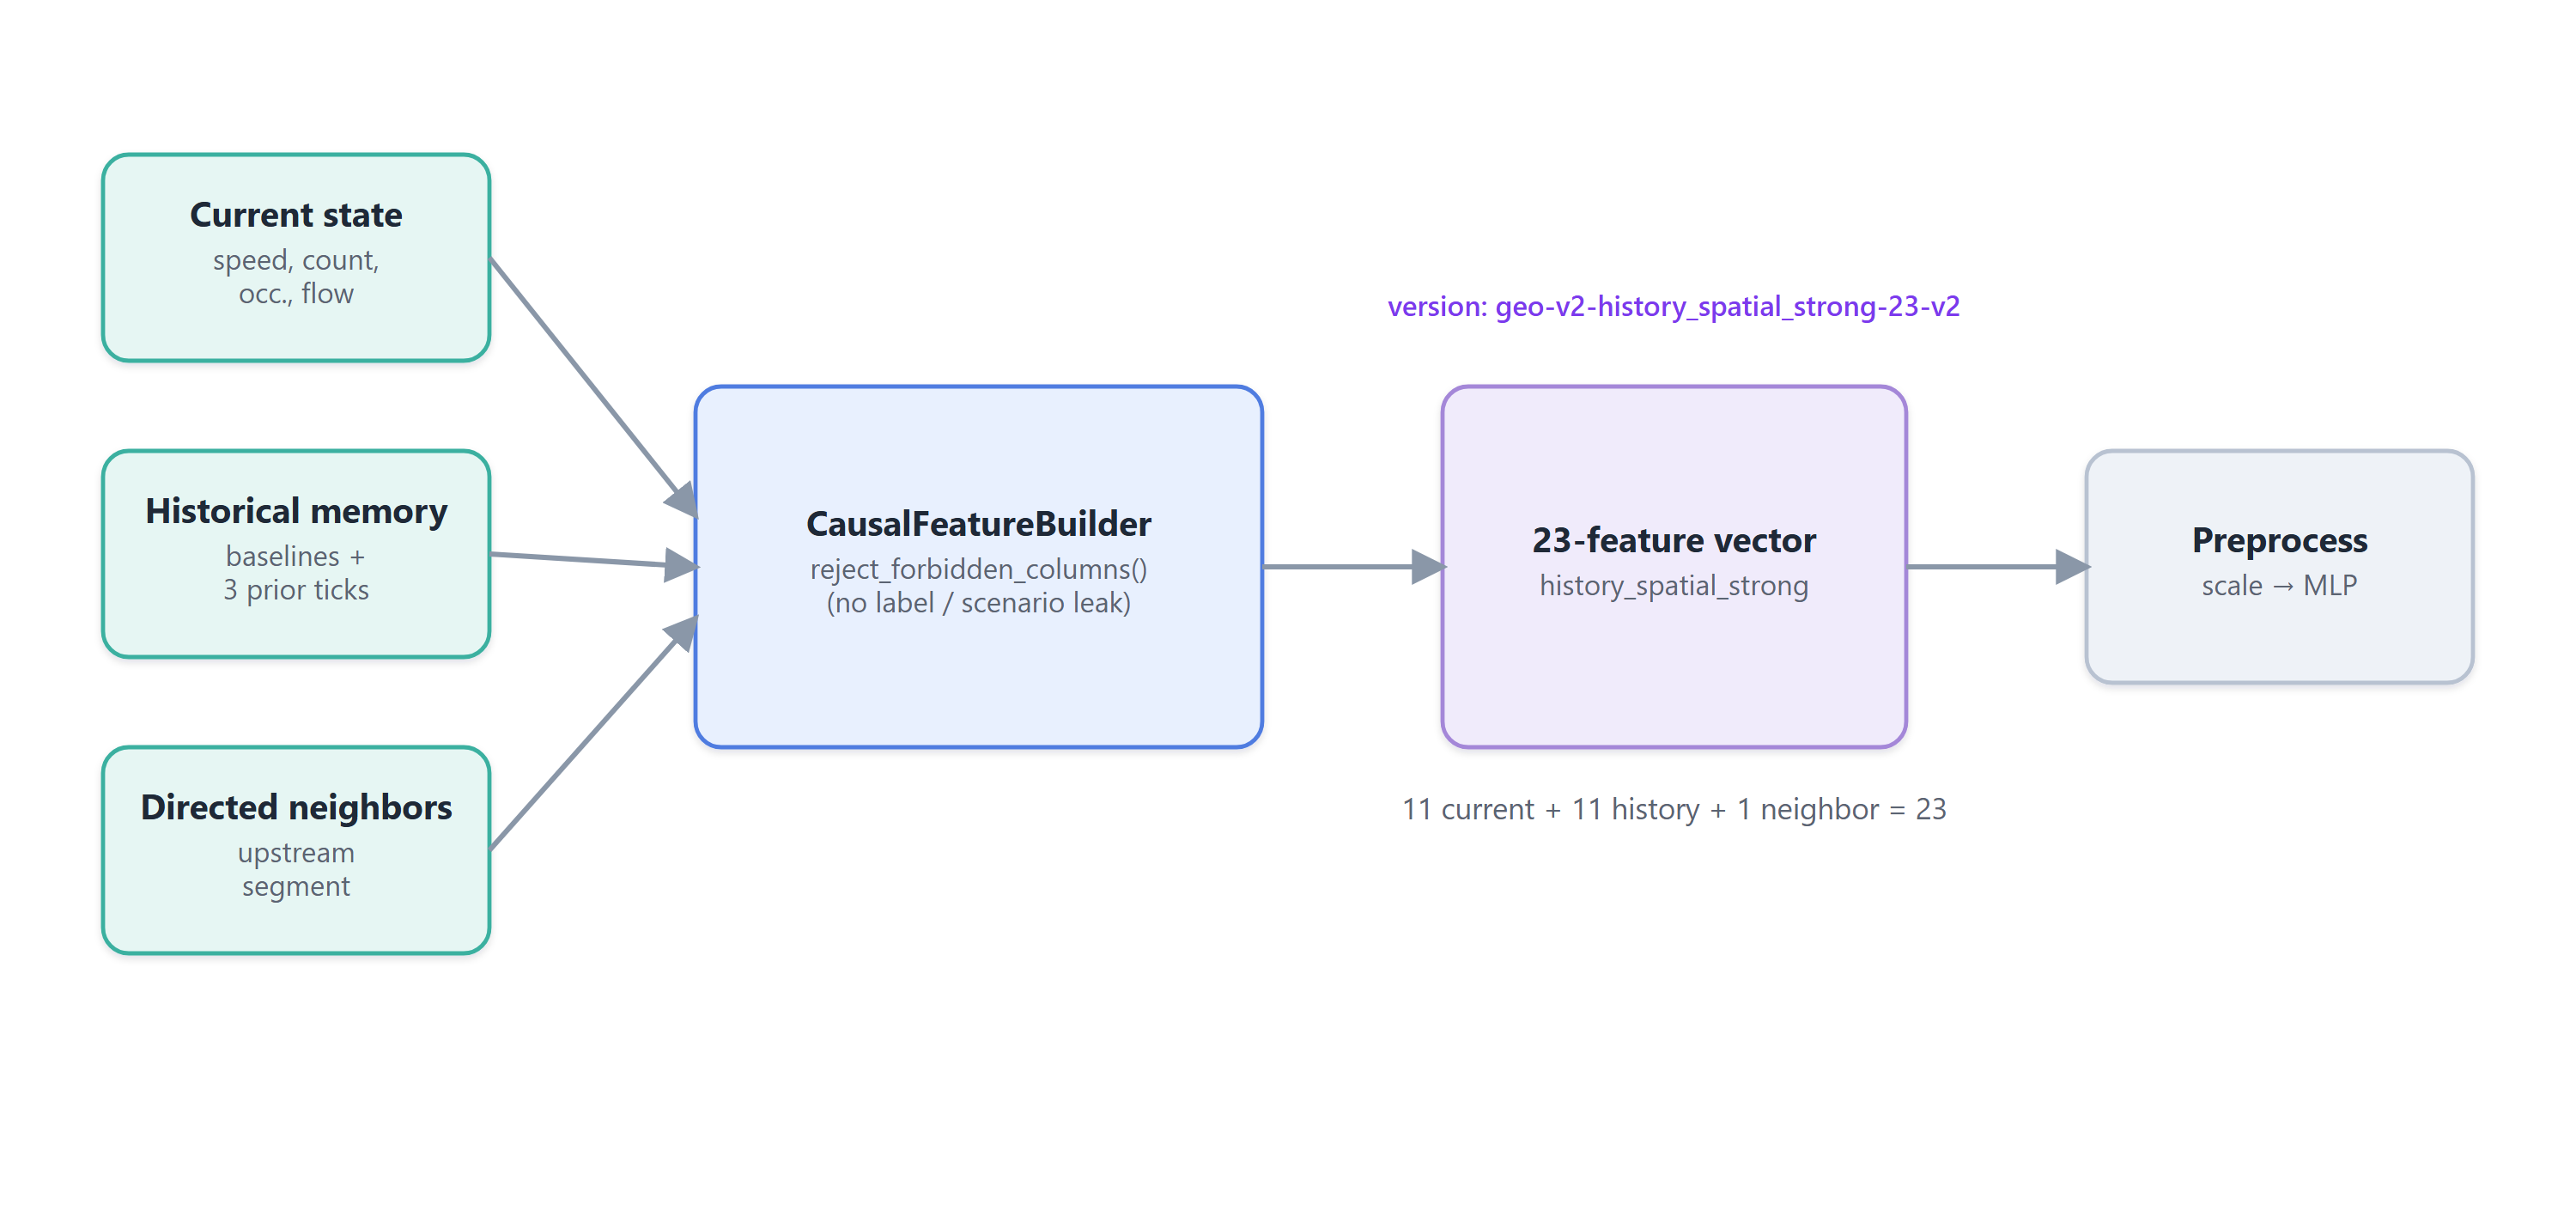 Current state
speed, count,
occ., flow
Historical memory
baselines +
3 prior ticks
Directed neighbors
upstream
segment
CausalFeatureBuilder
reject_forbidden_columns()
(no label / scenario leak)
version: geo-v2-history_spatial_strong-23-v2
23-feature vector
history_spatial_strong
11 current + 11 history + 1 neighbor = 23
Preprocess
scale → MLP